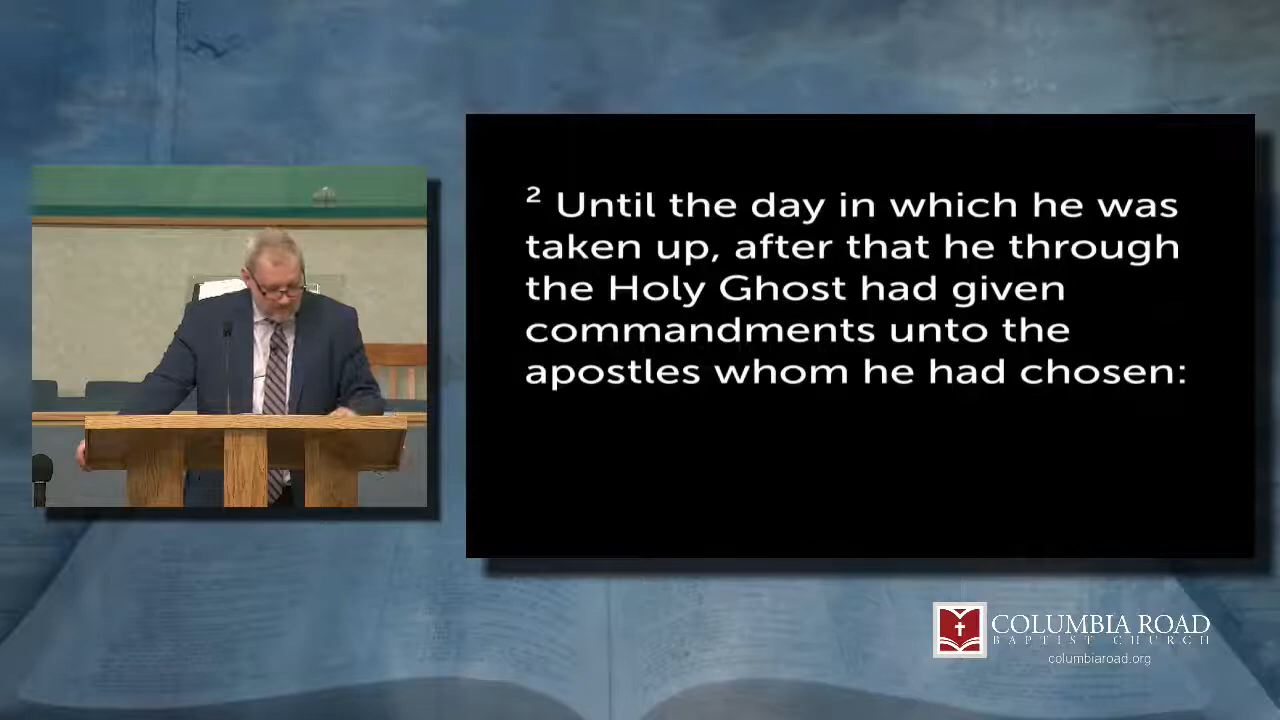 ² Until the day in which he was
taken up, after that he through
the Holy Ghost had given
commandments unto the
apostles whom he had chosen:
COLUMBIA ROAD
BAPTIST CHURCH
columbiaroad.org